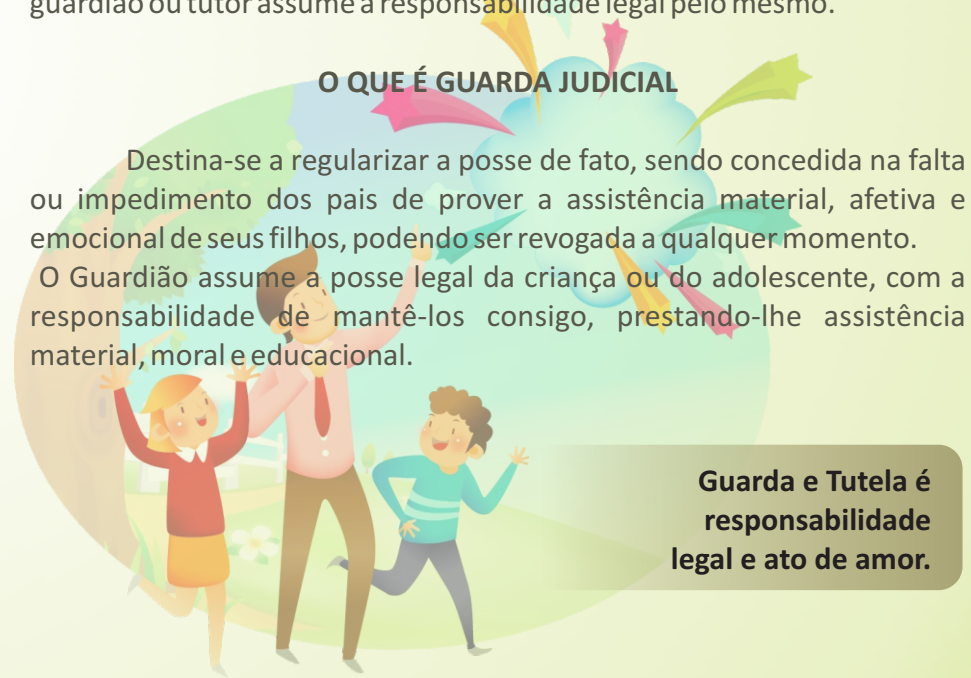 guardião ou tutor assume a responsabilidade legal pelo mesmo.
O QUE É GUARDA JUDICIAL
Destina-se a regularizar a posse de fato, sendo concedida na falta
ou impedimento dos pais de prover a assistência material, afetiva e
emocional de seus filhos, podendo ser revogada a qualquer momento.
O Guardião assume a posse legal da criança ou do adolescente, com a
responsabilidade de mantê-los consigo, prestando-lhe assistência
material, moral e educacional.
Guarda e Tutela é
responsabilidade
legal e ato de amor.